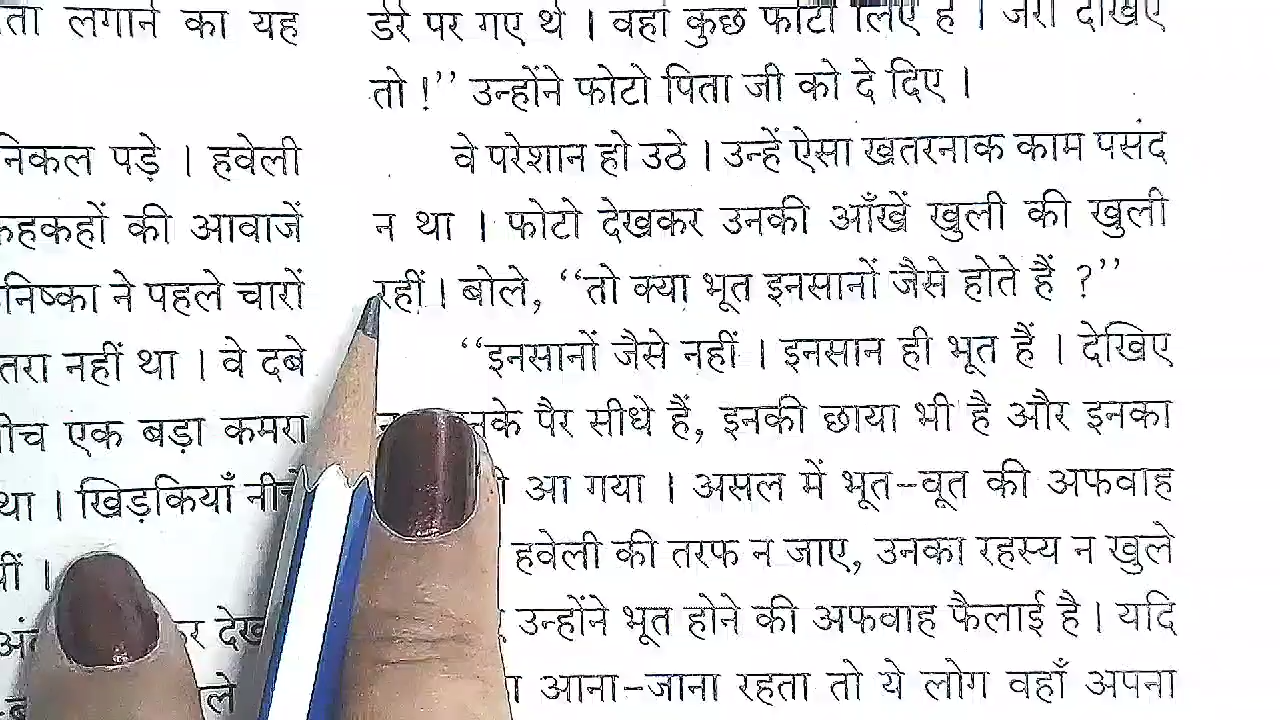 ता लगाने का यह
निकल पड़े । हवेली
कहकहों की आवाजें
निष्का ने पहले चारों
तरा नहीं था । वे दबे
बीच एक बड़ा कमरा
था । खिड़कियाँ नीचे
देख
डेरे पर गए थे । वहाँ कुछ फोटो लिए हैं । जरा देखिए
तो !’’ उन्होंने फोटो पिता जी को दे दिए ।
वे परेशान हो उठे । उन्हें ऐसा खतरनाक काम पसंद
न था । फोटो देखकर उनकी आँखें खुली की खुली
रहीं । बोले, ‘‘तो क्या भूत इनसानों जैसे होते हैं ?’’
‘‘इनसानों जैसे नहीं । इनसान ही भूत हैं । देखिए
पैर सीधे हैं, इनकी छाया भी है और इनका
आ गया । असल में भूत-वूत की अफवाह
हवेली की तरफ न जाए, उनका रहस्य न खुले
उन्होंने भूत होने की अफवाह फैलाई है । यदि
आना-जाना रहता तो ये लोग वहाँ अपना